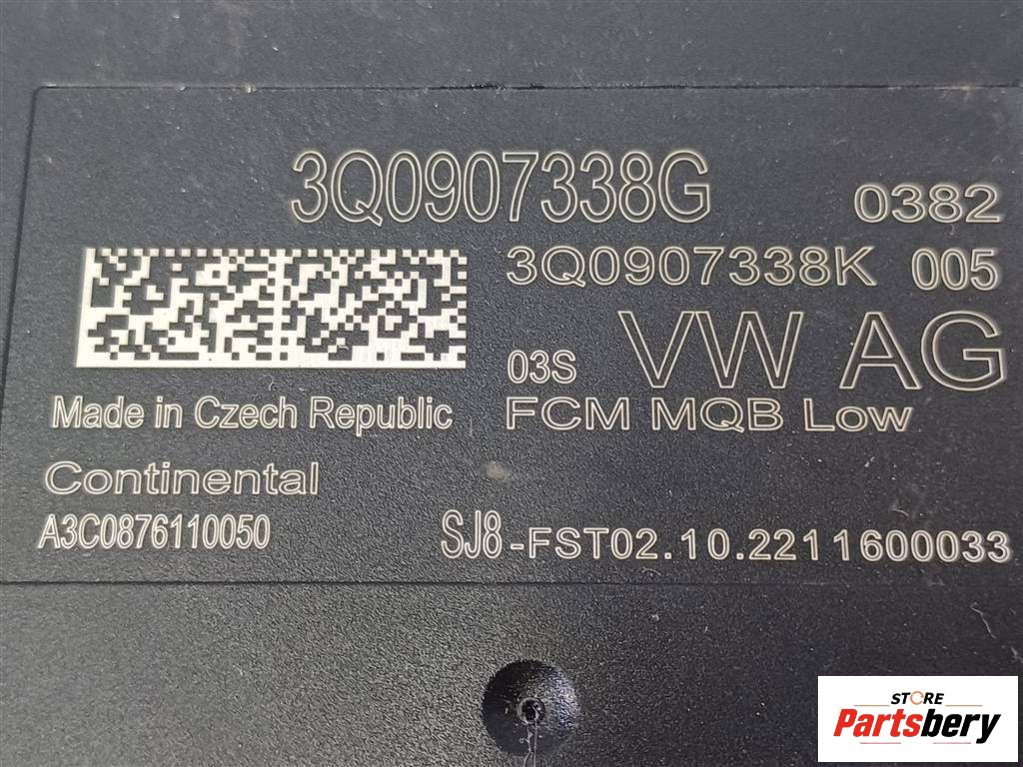 3Q0907338G 0382
3Q0907338K 005
03S VW AG
Made in Czech Republic FCM MQB Low
Continental
A3C0876110050 SJ8-FST02.10.2211600033
STORE
Partsbery